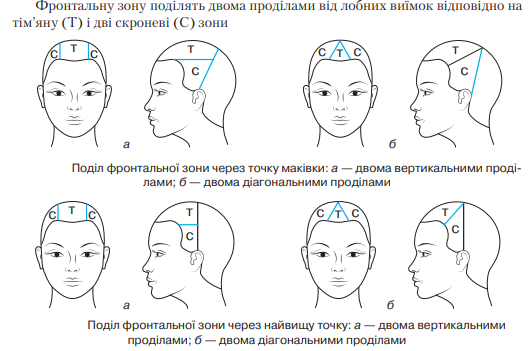 Фронтальну зону поділять двома проділами від лобних виїмок відповідно на
тім’яну (Т) і дві скроневі (С) зони
С Т С
Т
С
С Т С
Т
С
а
б
Поділ фронтальної зони через точку маківки: а — двома вертикальними проді-
лами; б — двома діагональними проділами
С Т С
Т
С
С Т С
Т
С
а
б
Поділ фронтальної зони через найвищу точку: а — двома вертикальними
проділами; б — двома діагональними проділами